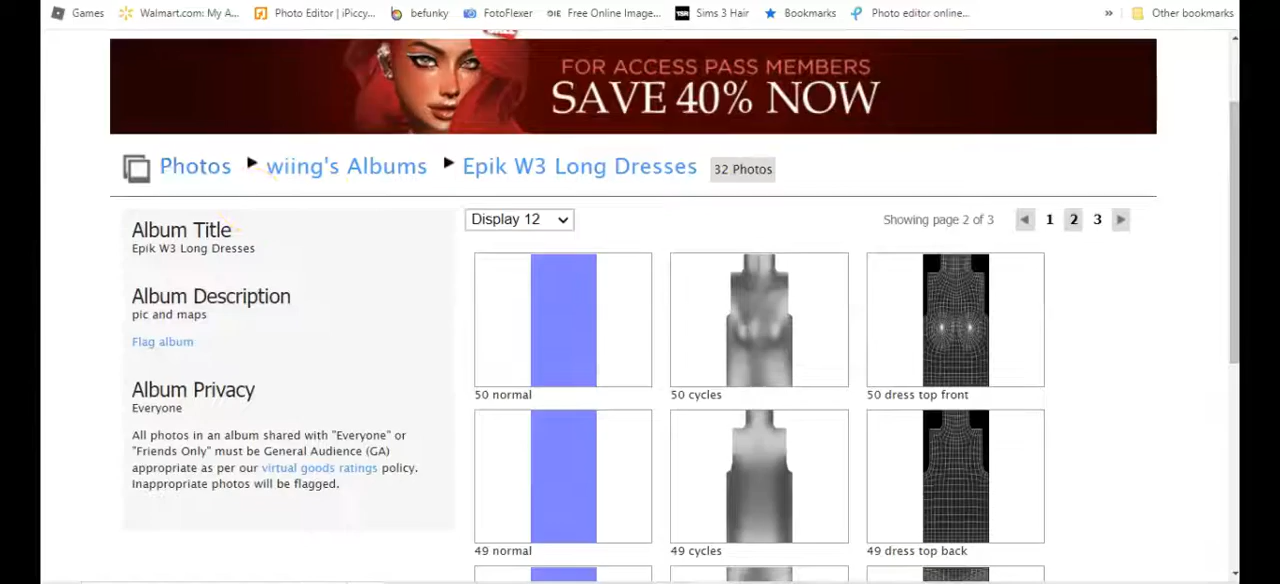 Games Walmart.com: My A... Photo Editor | iPiccy... befunky FotoFlexer OIE Free Online Image... TSR Sims 3 Hair Bookmarks Photo editor online... » Other bookmarks
FOR ACCESS PASS MEMBERS
SAVE 40% NOW
Photos ▶ wiing's Albums ▶ Epik W3 Long Dresses 32 Photos
Display 12 Showing page 2 of 3 ◀ 1 2 3 ▶
Album Title
Epik W3 Long Dresses
Album Description
pic and maps
Flag album
Album Privacy
Everyone
All photos in an album shared with "Everyone" or
"Friends Only" must be General Audience (GA)
appropriate as per our virtual goods ratings policy.
Inappropriate photos will be flagged.
50 normal 50 cycles 50 dress top front
49 normal 49 cycles 49 dress top back